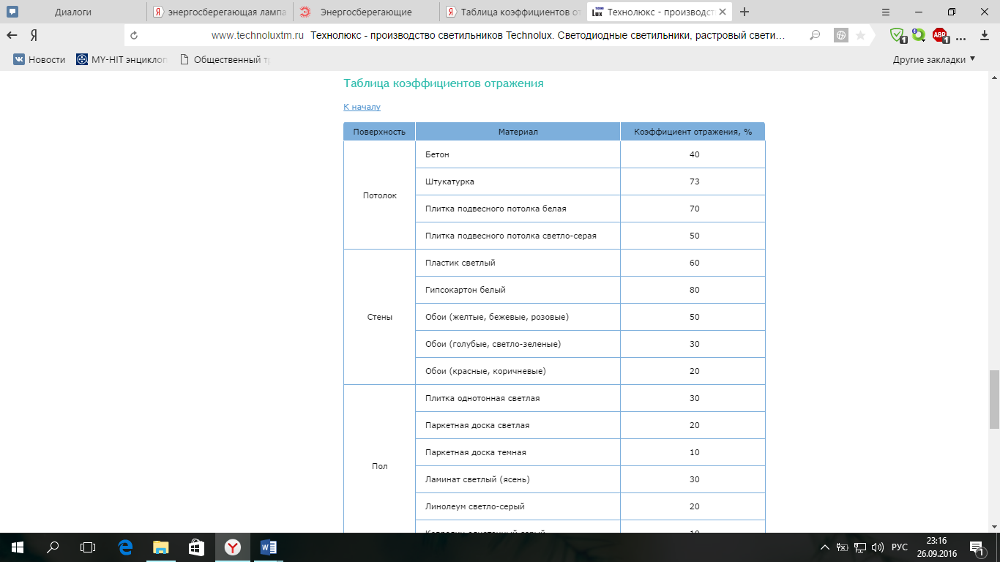 Диалоги
энергосберегающая лампа
Энергосберегающие
Таблица коэффициентов от
Технолюкс - производст
www.technoluxtm.ru Технолюкс - производство светильников Technolux. Светодиодные светильники, растровый свети…
Новости
MY-HIT энциклоп
Общественный т
Другие закладки
Таблица коэффициентов отражения
К началу
Поверхность Материал Коэффициент отражения, %
Потолок
Бетон 40
Штукатурка 73
Плитка подвесного потолка белая 70
Плитка подвесного потолка светло-серая 50
Стены
Пластик светлый 60
Гипсокартон белый 80
Обои (желтые, бежевые, розовые) 50
Обои (голубые, светло-зеленые) 30
Обои (красные, коричневые) 20
Пол
Плитка однотонная светлая 30
Паркетная доска светлая 20
Паркетная доска темная 10
Ламинат светлый (ясень) 30
Линолеум светло-серый 20
РУС
23:16
26.09.2016